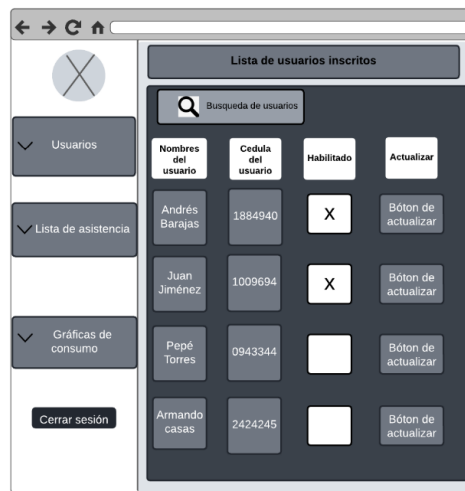 Lista de usuarios inscritos
Busqueda de usuarios
Usuarios
Lista de asistencia
Gráficas de
consumo
Cerrar sesión
Nombres
del
usuario
Cedula
del
usuario
Habilitado
Actualizar
Andrés
Barajas
1884940
X
Bóton de
actualizar
Juan
Jiménez
1009694
X
Bóton de
actualizar
Pepé
Torres
0943344
Bóton de
actualizar
Armando
casas
2424245
Bóton de
actualizar